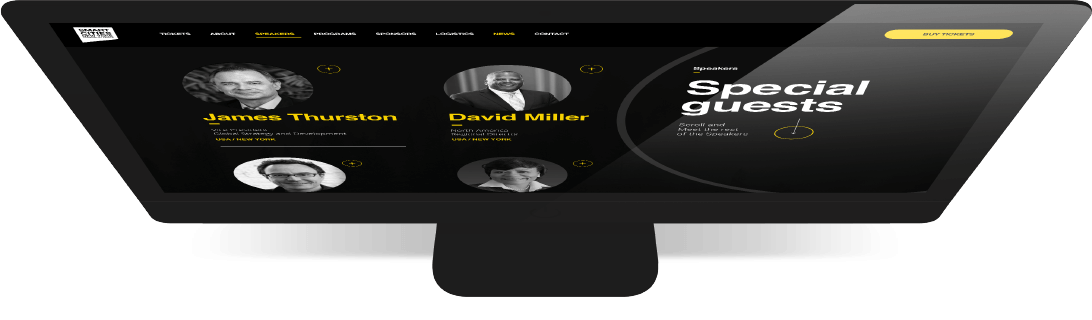 SMART
CITIES
NEW YORK
TICKETS
ABOUT
SPEAKERS
PROGRAMS
SPONSORS
LOGISTICS
NEWS
CONTACT
BUY TICKETS
James Thurston
Vice President
Global Strategy and Development
USA / NEW YORK
David Miller
North America
Regional Director
USA / NEW YORK
Speakers
Special
guests
Scroll and
Meet the rest
of the Speakers